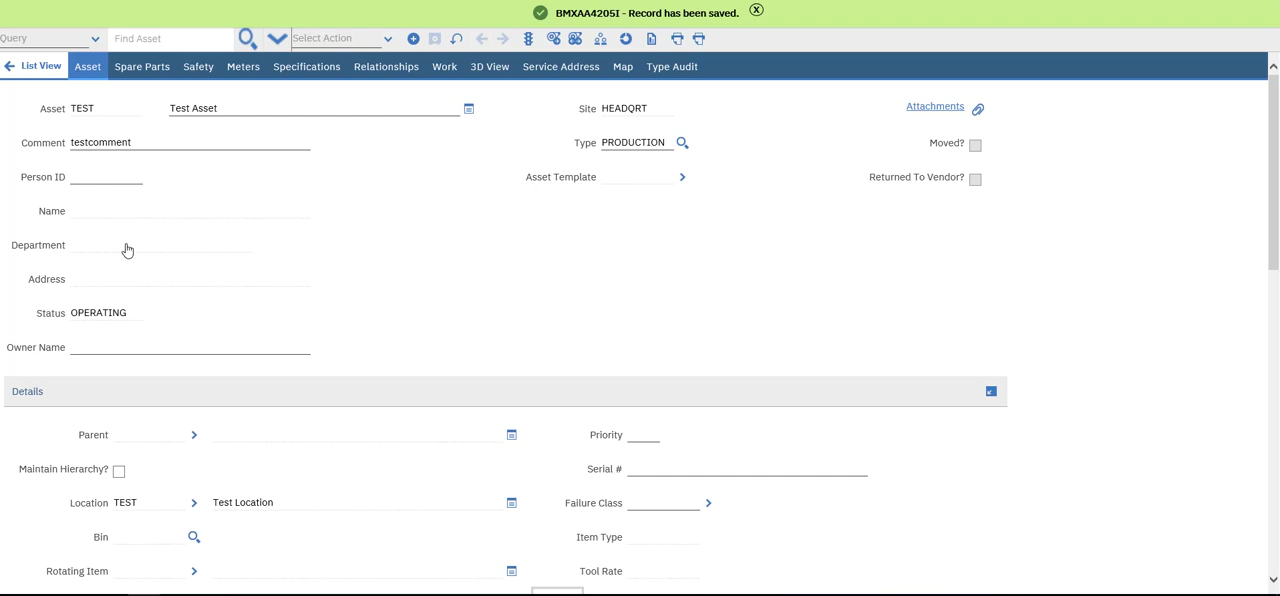 BMXAA4205I - Record has been saved.
Query Find Asset Select Action
List View Asset Spare Parts Safety Meters Specifications Relationships Work 3D View Service Address Map Type Audit
Asset TEST Test Asset Site HEADQRT Attachments
Comment testcomment Type PRODUCTION Moved?
Person ID Asset Template Returned To Vendor?
Name
Department
Address
Status OPERATING
Owner Name
Details
Parent Priority
Maintain Hierarchy? Serial #
Location TEST Test Location Failure Class
Bin Item Type
Rotating Item Tool Rate